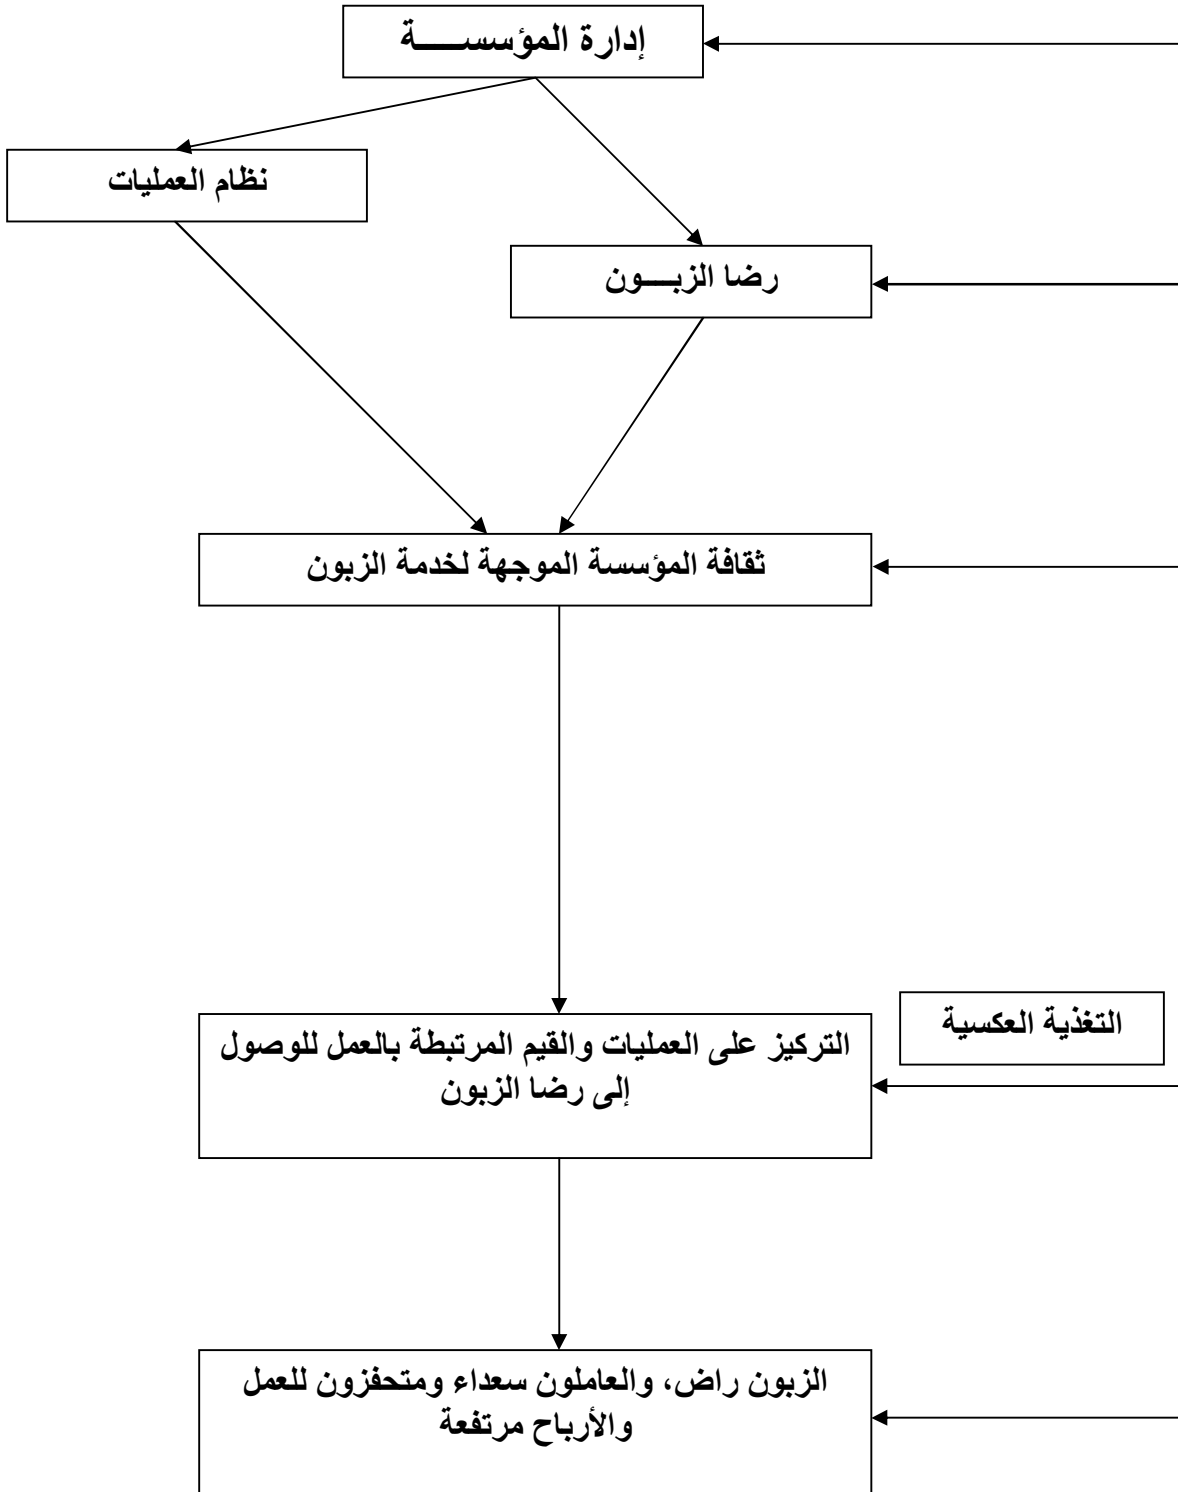 إدارة المؤسســـــة
نظام العمليات
رضا الزبـــون
ثقافة المؤسسة الموجهة لخدمة الزبون
التغذية العكسية
التركيز على العمليات والقيم المرتبطة بالعمل للوصول
إلى رضا الزبون
الزبون راض، والعاملون سعداء ومتحفزون للعمل
والأرباح مرتفعة